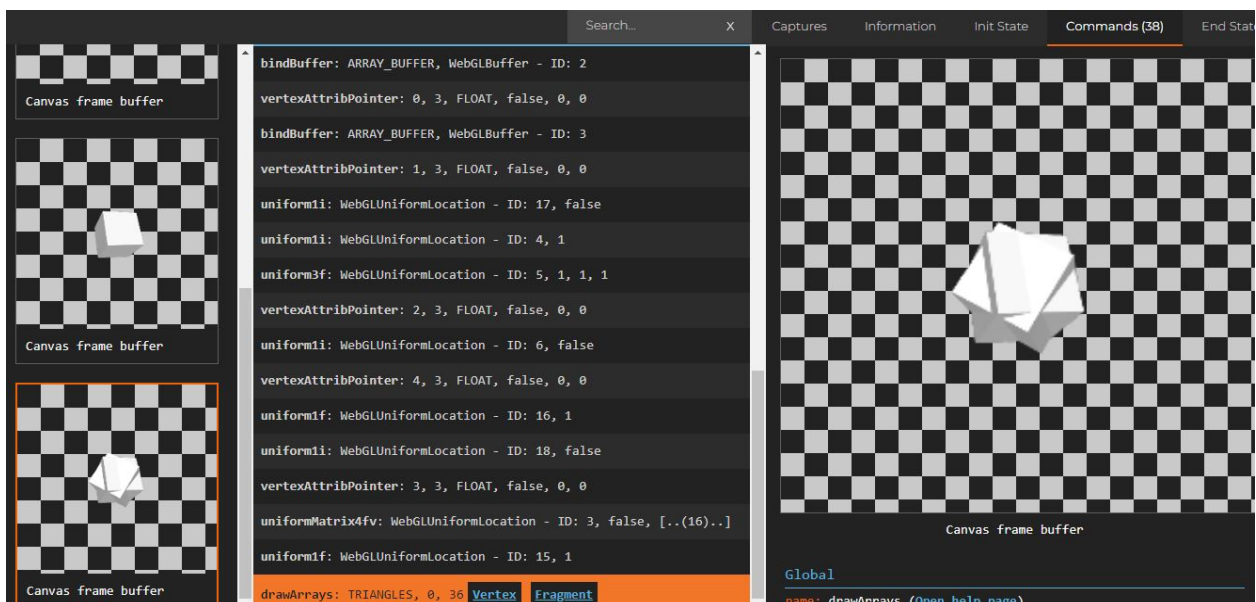 Search... X Captures Information Init State Commands (38) End State
Canvas frame buffer
Canvas frame buffer
Canvas frame buffer
bindBuffer: ARRAY_BUFFER, WebGLBuffer - ID: 2
vertexAttribPointer: 0, 3, FLOAT, false, 0, 0
bindBuffer: ARRAY_BUFFER, WebGLBuffer - ID: 3
vertexAttribPointer: 1, 3, FLOAT, false, 0, 0
uniform1i: WebGLUniformLocation - ID: 17, false
uniform1i: WebGLUniformLocation - ID: 4, 1
uniform3f: WebGLUniformLocation - ID: 5, 1, 1, 1
vertexAttribPointer: 2, 3, FLOAT, false, 0, 0
uniform1i: WebGLUniformLocation - ID: 6, false
vertexAttribPointer: 4, 3, FLOAT, false, 0, 0
uniform1f: WebGLUniformLocation - ID: 16, 1
uniform1i: WebGLUniformLocation - ID: 18, false
vertexAttribPointer: 3, 3, FLOAT, false, 0, 0
uniformMatrix4fv: WebGLUniformLocation - ID: 3, false, [..(16)..]
uniform1f: WebGLUniformLocation - ID: 15, 1
drawArrays: TRIANGLES, 0, 36 Vertex Fragment
Canvas frame buffer
Global
name: drawArrays (Open help page)